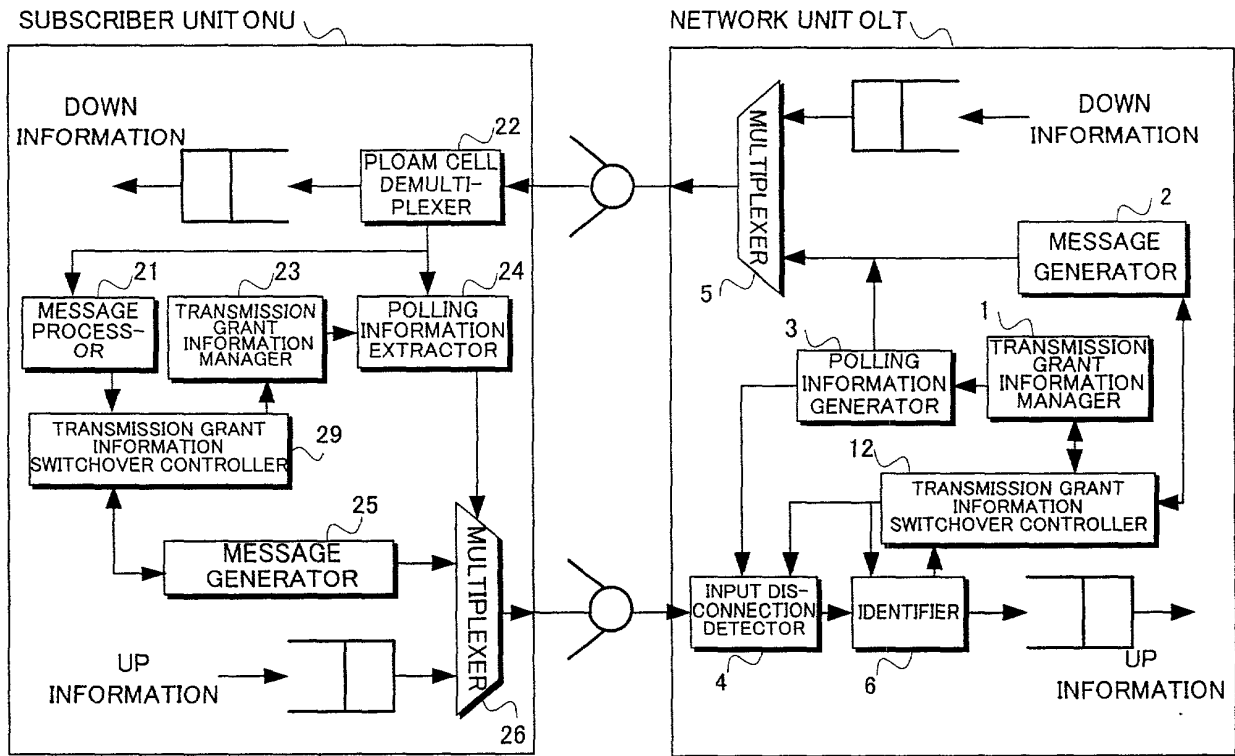 SUBSCRIBER UNIT ONU
DOWN
INFORMATION
22
PLOAM CELL
DEMULTI-
PLEXER
21
MESSAGE
PROCESS-
OR
23
TRANSMISSION
GRANT
INFORMATION
MANAGER
24
POLLING
INFORMATION
EXTRACTOR
TRANSMISSION GRANT
INFORMATION
SWITCHOVER CONTROLLER
29
25
MESSAGE
GENERATOR
MULTIPLEXER
26
UP
INFORMATION
NETWORK UNIT OLT
MULTIPLEXER
5
DOWN
INFORMATION
2
MESSAGE
GENERATOR
3
POLLING
INFORMATION
GENERATOR
1
TRANSMISSION
GRANT
INFORMATION
MANAGER
12
TRANSMISSION GRANT
INFORMATION
SWITCHOVER CONTROLLER
INPUT DIS-
CONNECTION
DETECTOR
4
IDENTIFIER
6
UP
INFORMATION